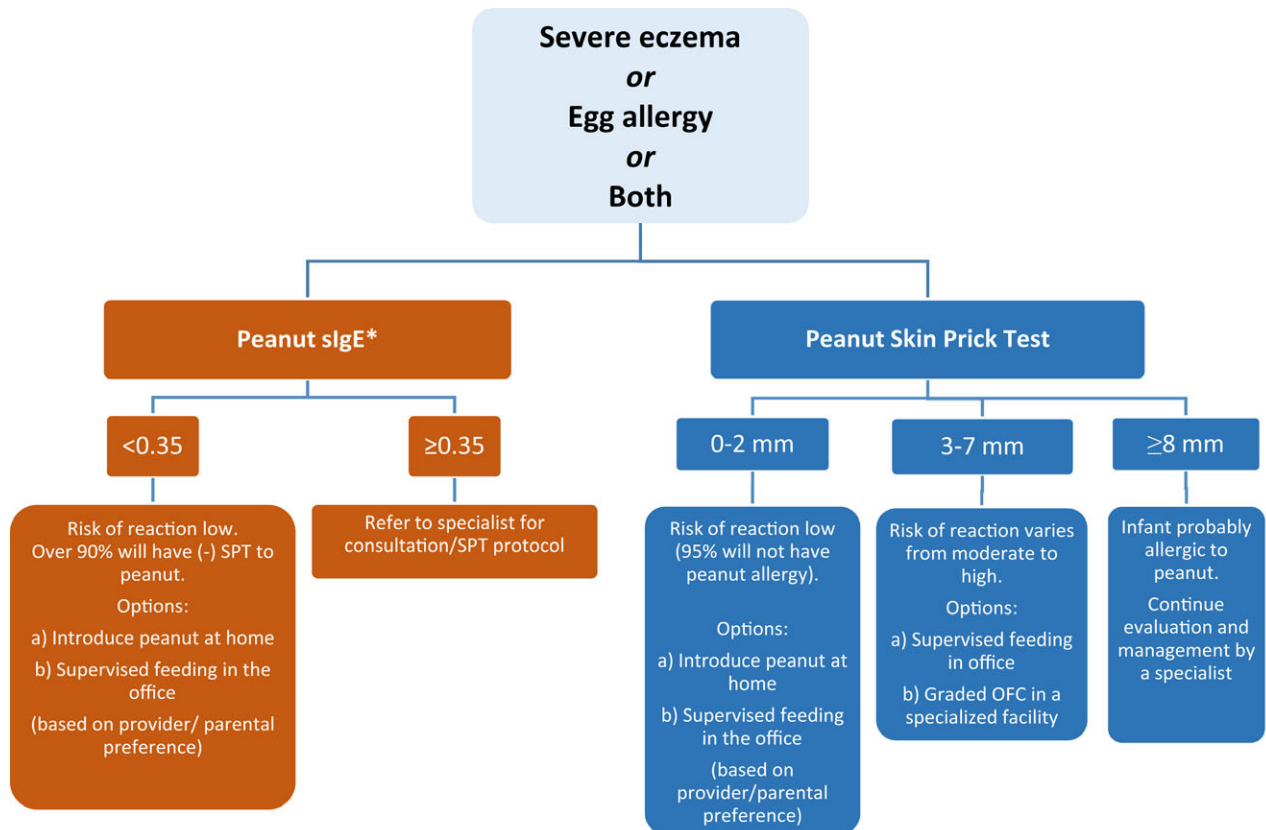 Severe eczema
or
Egg allergy
or
Both
Peanut sIgE*
Peanut Skin Prick Test
<0.35
≥0.35
0-2 mm
3-7 mm
≥8 mm
Risk of reaction low.
Over 90% will have (-) SPT to
peanut.
Options:
a) Introduce peanut at home
b) Supervised feeding in the
office
(based on provider/ parental
preference)
Refer to specialist for
consultation/SPT protocol
Risk of reaction low
(95% will not have
peanut allergy).
Options:
a) Introduce peanut at
home
b) Supervised feeding
in the office
(based on
provider/parental
preference)
Risk of reaction varies
from moderate to
high.
Options:
a) Supervised feeding
in office
b) Graded OFC in a
specialized facility
Infant probably
allergic to
peanut.
Continue
evaluation and
management by
a specialist